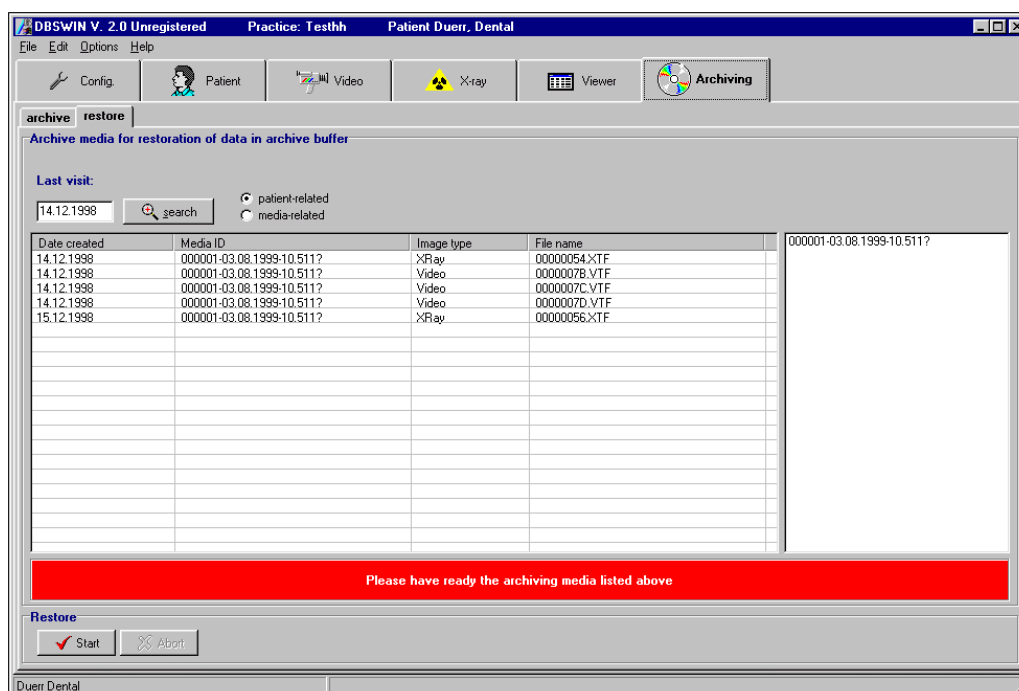 DBSWIN V. 2.0 Unregistered Practice: Testhh Patient Duerr, Dental
File Edit Options Help
Config. Patient Video X-ray Viewer Archiving
archive restore
Archive media for restoration of data in archive buffer
Last visit:
14.12.1998 search patient-related
media-related
Date created Media ID Image type File name 000001-03.08.1999-10.511?
14.12.1998 000001-03.08.1999-10.511? XRay 00000054.XTF
14.12.1998 000001-03.08.1999-10.511? Video 0000007B.VTF
14.12.1998 000001-03.08.1999-10.511? Video 0000007C.VTF
14.12.1998 000001-03.08.1999-10.511? Video 0000007D.VTF
15.12.1998 000001-03.08.1999-10.511? XRay 00000056.XTF
Please have ready the archiving media listed above
Restore
Start Abort
Duerr Dental